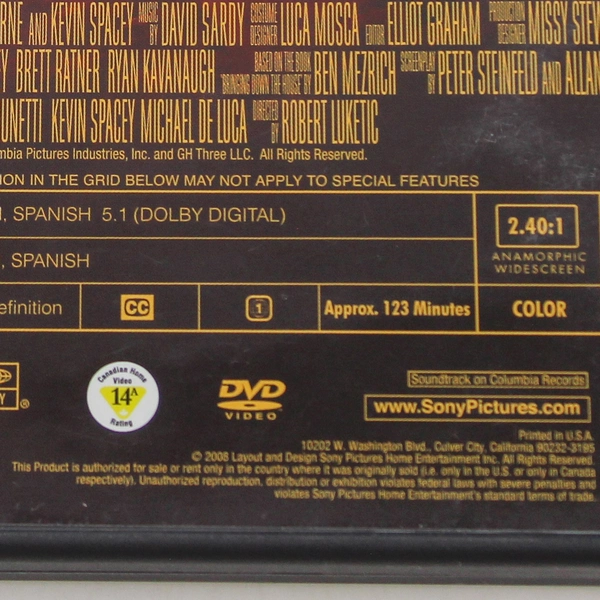 RNE AND KEVIN SPACEY MUSIC BY DAVID SARDY COSTUME DESIGNER LUCA MOSCA EDITOR ELLIOT GRAHAM PRODUCTION DESIGNER MISSY STEW
Y BRETT RATNER RYAN KAVANAUGH BASED ON THE BOOK "BRINGING DOWN THE HOUSE" BY BEN MEZRICH SCREENPLAY BY PETER STEINFELD AND ALLAN
UNETTI KEVIN SPACEY MICHAEL DE LUCA DIRECTED BY ROBERT LUKETIC
mbia Pictures Industries, Inc. and GH Three LLC. All Rights Reserved.
ION IN THE GRID BELOW MAY NOT APPLY TO SPECIAL FEATURES
, SPANISH 5.1 (DOLBY DIGITAL)
2.40:1
ANAMORPHIC
WIDESCREEN
, SPANISH
efinition
CC
1
Approx. 123 Minutes
COLOR
Y ®
Canadian Home
Video
14A
Rating
DVD
VIDEO
Soundtrack on Columbia Records
www.SonyPictures.com
Printed in U.S.A.
10202 W. Washington Blvd., Culver City, California 90232-3195
© 2008 Layout and Design Sony Pictures Home Entertainment Inc. All Rights Reserved.
This Product is authorized for sale or rent only in the country where it was originally sold (i.e. only in the U.S. or only in Canada
respectively). Unauthorized reproduction, distribution or exhibition violates federal laws with severe penalties and
violates Sony Pictures Home Entertainment's standard terms of trade.